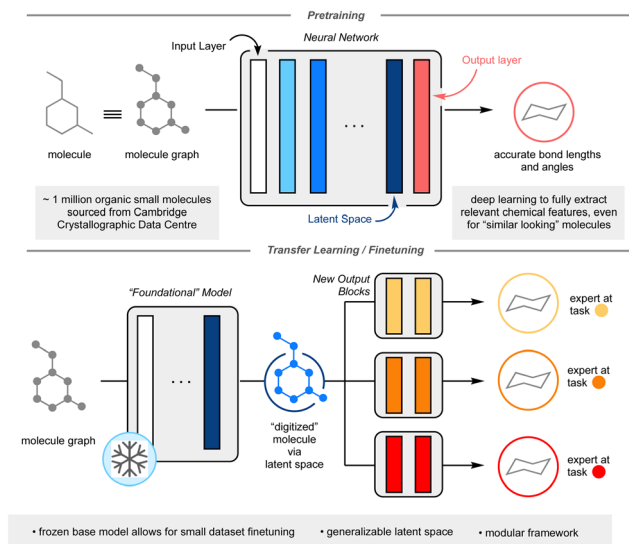 Pretraining
Neural Network
Input Layer
Output layer
molecule
molecule graph
accurate bond lengths
and angles
Latent Space
~ 1 million organic small molecules
sourced from Cambridge
Crystallographic Data Centre
deep learning to fully extract
relevant chemical features, even
for “similar looking” molecules
Transfer Learning / Finetuning
“Foundational” Model
New Output
Blocks
molecule graph
“digitized”
molecule
via
latent space
expert at
task
expert at
task
expert at
task
• frozen base model allows for small dataset finetuning • generalizable latent space • modular framework